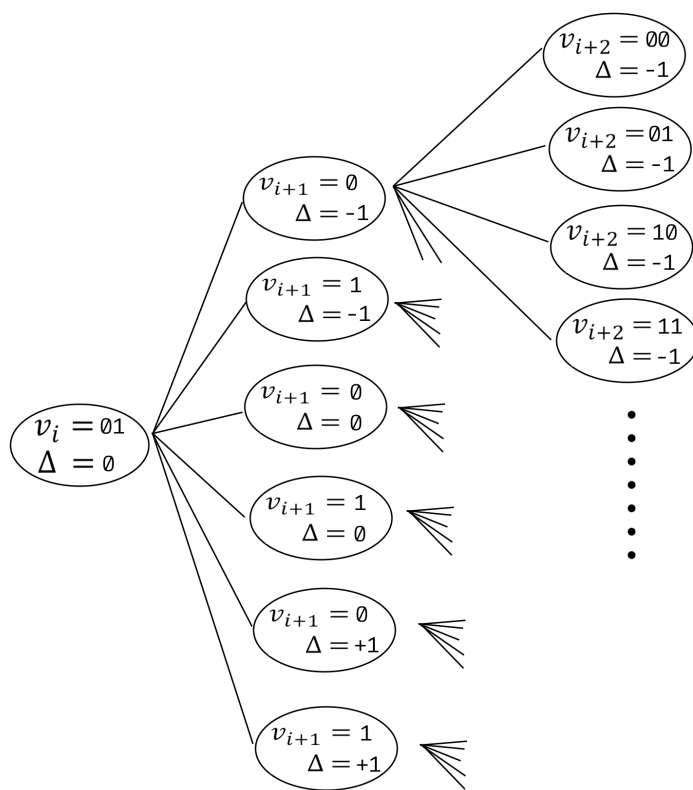 v_i = 01
Δ = 0
v_{i+1} = 0
Δ = -1
v_{i+1} = 1
Δ = -1
v_{i+1} = 0
Δ = 0
v_{i+1} = 1
Δ = 0
v_{i+1} = 0
Δ = +1
v_{i+1} = 1
Δ = +1
v_{i+2} = 00
Δ = -1
v_{i+2} = 01
Δ = -1
v_{i+2} = 10
Δ = -1
v_{i+2} = 11
Δ = -1